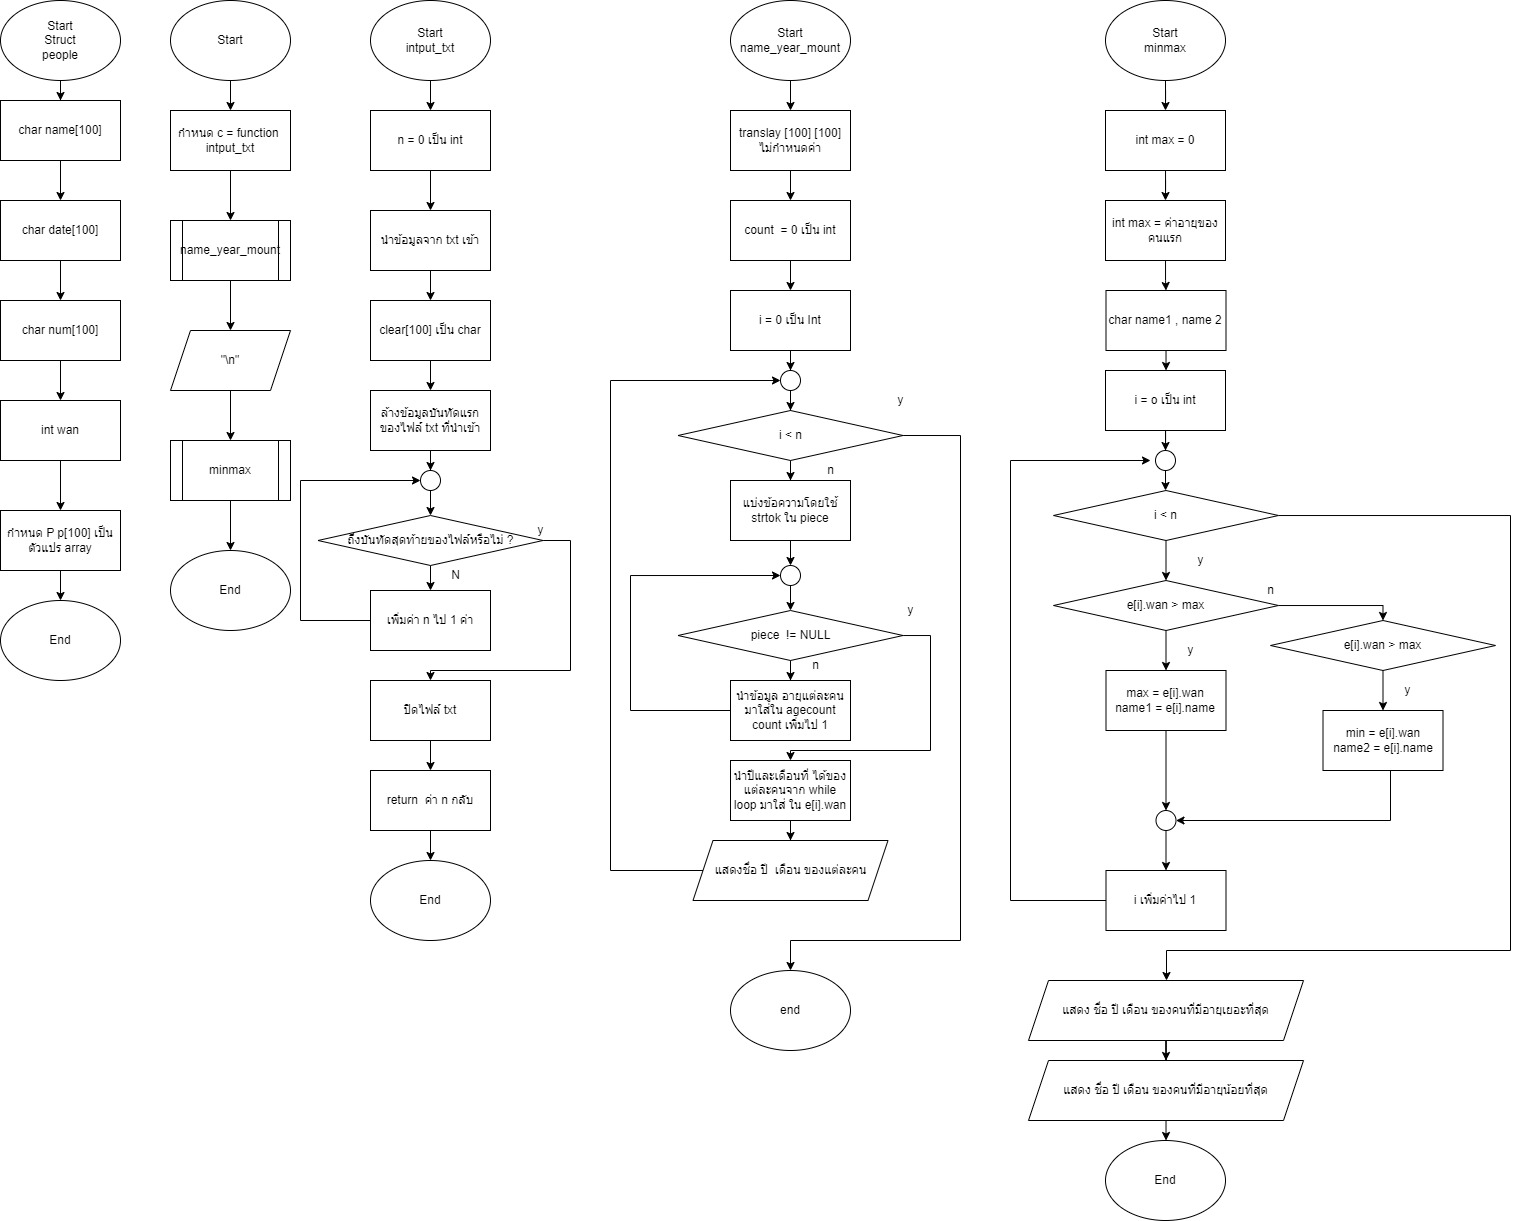 Start
Struct
people
char name[100]
char date[100]
char num[100]
int wan
กำหนด P p[100] เป็น
ตัวแปร array
End
Start
กำหนด c = function
intput_txt
name_year_mount
"\n"
minmax
End
Start
intput_txt
n = 0 เป็น int
นำข้อมูลจาก txt เข้า
clear[100] เป็น char
ล้างข้อมูลบันทัดแรก
ของไฟล์ txt ที่นำเข้า
ถึงบันทัดสุดท้ายของไฟล์หรือไม่ ?
y
N
เพิ่มค่า n ไป 1 ค่า
ปิดไฟล์ txt
return ค่า n กลับ
End
Start
name_year_mount
translay [100] [100]
ไม่กำหนดค่า
count = 0 เป็น int
i = 0 เป็น Int
y
i < n
n
แบ่งข้อความโดยใช้
strtok ใน piece
y
piece != NULL
n
นำข้อมูล อายุแต่ละคน
มาใส่ใน agecount
count เพิ่มไป 1
นำปีและเดือนที่ ได้ของ
แต่ละคนจาก while
loop มาใส่ ใน e[i].wan
แสดงชื่อ ปี เดือน ของแต่ละคน
end
Start
minmax
int max = 0
int max = ค่าอายุของ
คนแรก
char name1 , name 2
i = o เป็น int
i < n
y
e[i].wan > max
n
e[i].wan > max
y
max = e[i].wan
name1 = e[i].name
y
min = e[i].wan
name2 = e[i].name
i เพิ่มค่าไป 1
แสดง ชื่อ ปี เดือน ของคนที่มีอายุเยอะที่สุด
แสดง ชื่อ ปี เดือน ของคนที่มีอายุน้อยที่สุด
End